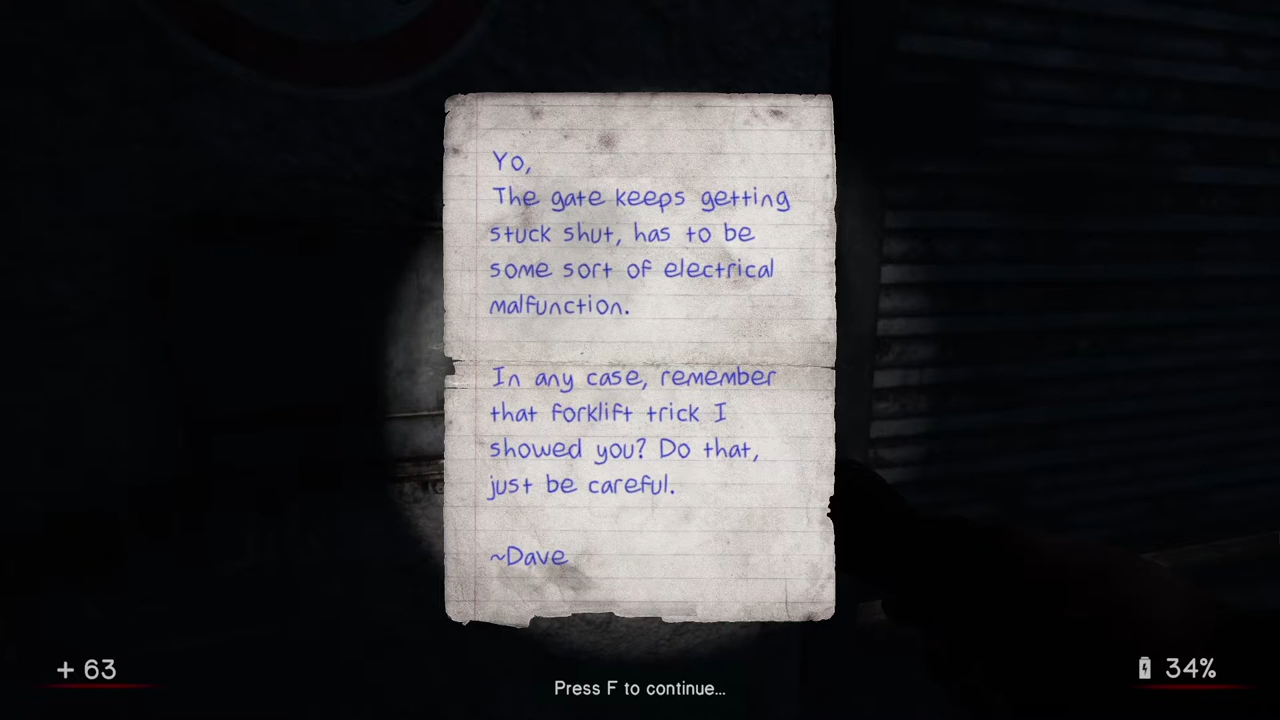 Yo,
The gate keeps getting
stuck shut, has to be
some sort of electrical
malfunction.
In any case, remember
that forklift trick I
showed you? Do that,
just be careful.
~Dave
+ 63
34%
Press F to continue...